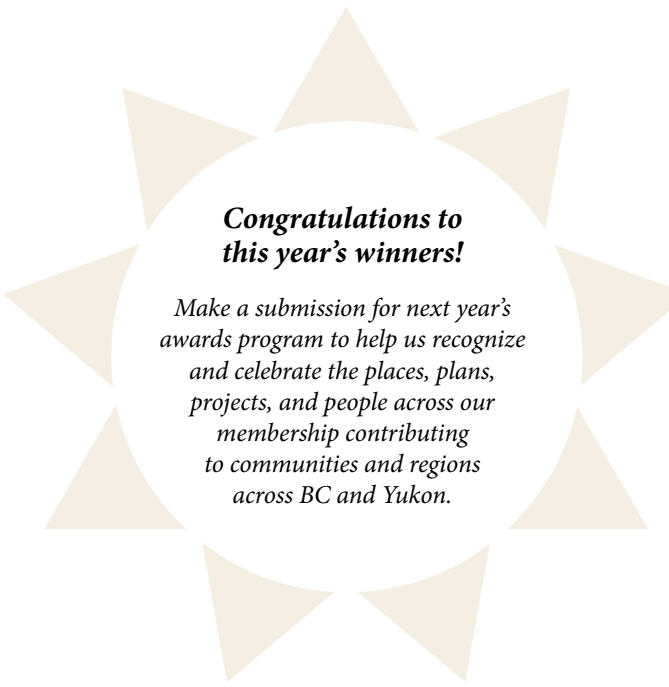 Congratulations to
this year’s winners!
Make a submission for next year’s
awards program to help us recognize
and celebrate the places, plans,
projects, and people across our
membership contributing
to communities and regions
across BC and Yukon.